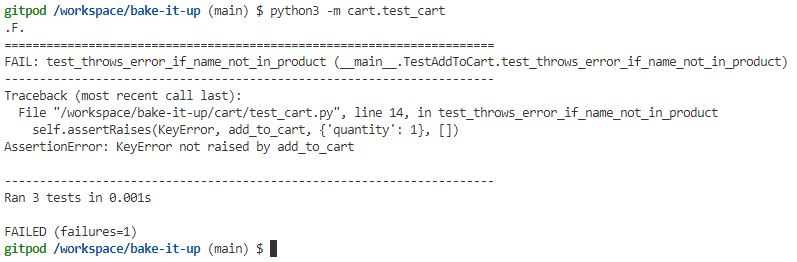 gitpod /workspace/bake-it-up (main) $ python3 -m cart.test_cart
.F.
======================================================================
FAIL: test_throws_error_if_name_not_in_product (__main__.TestAddToCart.test_throws_error_if_name_not_in_product)
----------------------------------------------------------------------
Traceback (most recent call last):
  File "/workspace/bake-it-up/cart/test_cart.py", line 14, in test_throws_error_if_name_not_in_product
    self.assertRaises(KeyError, add_to_cart, {'quantity': 1}, [])
AssertionError: KeyError not raised by add_to_cart

----------------------------------------------------------------------
Ran 3 tests in 0.001s

FAILED (failures=1)
gitpod /workspace/bake-it-up (main) $